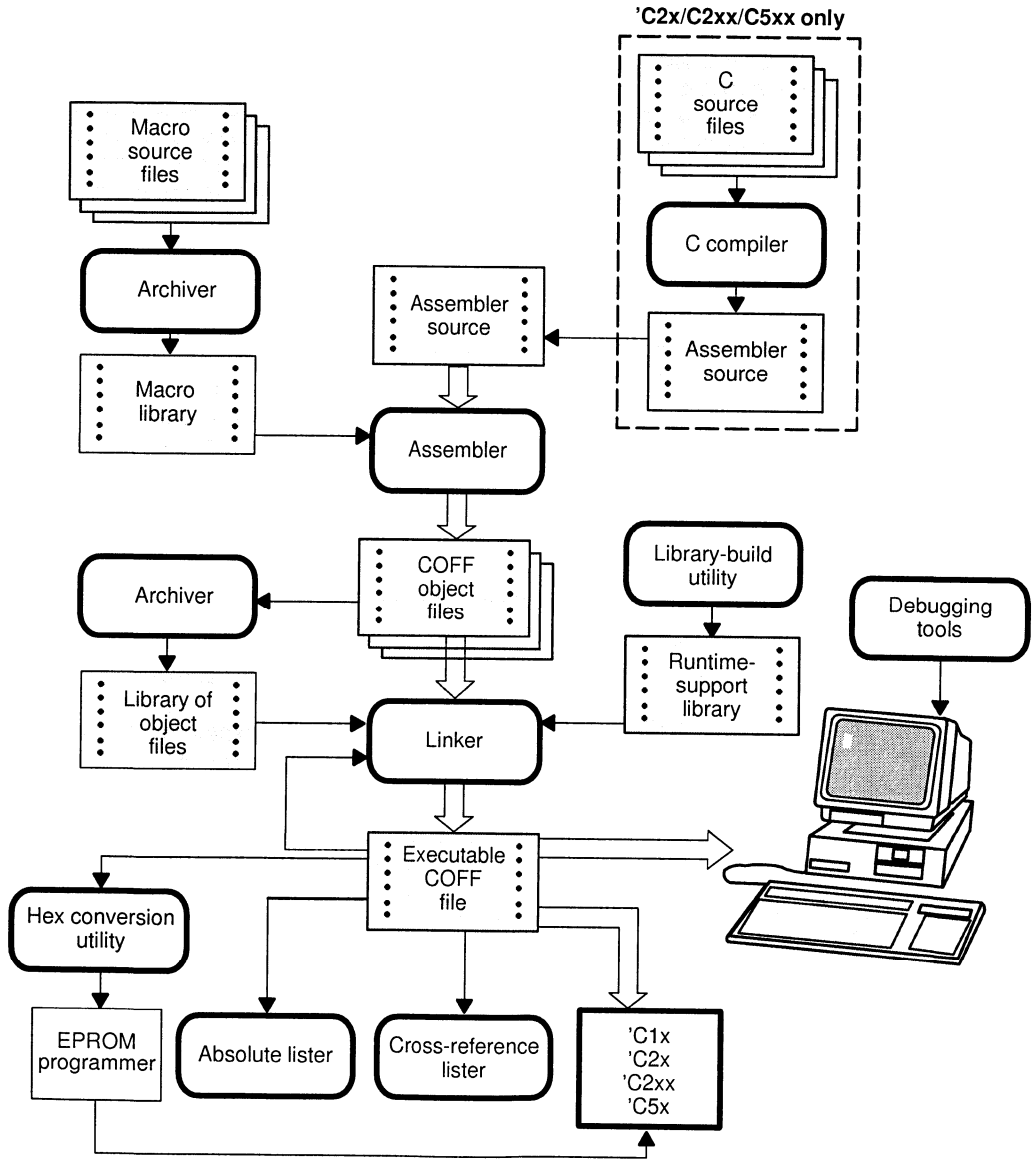 'C2x/C2xx/C5xx only
C
source
files
Macro
source
files
C compiler
Archiver
Assembler
source
Assembler
source
Macro
library
Assembler
COFF
object
files
Library-build
utility
Archiver
Debugging
tools
Runtime-
support
library
Library of
object
files
Linker
Executable
COFF
file
Hex conversion
utility
'C1x
'C2x
'C2xx
'C5x
EPROM
programmer
Absolute lister
Cross-reference
lister